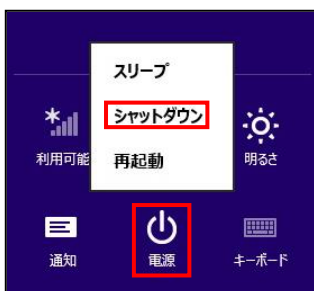 スリープ
シャットダウン
再起動
利用可能
明るさ
通知
電源
キーボード